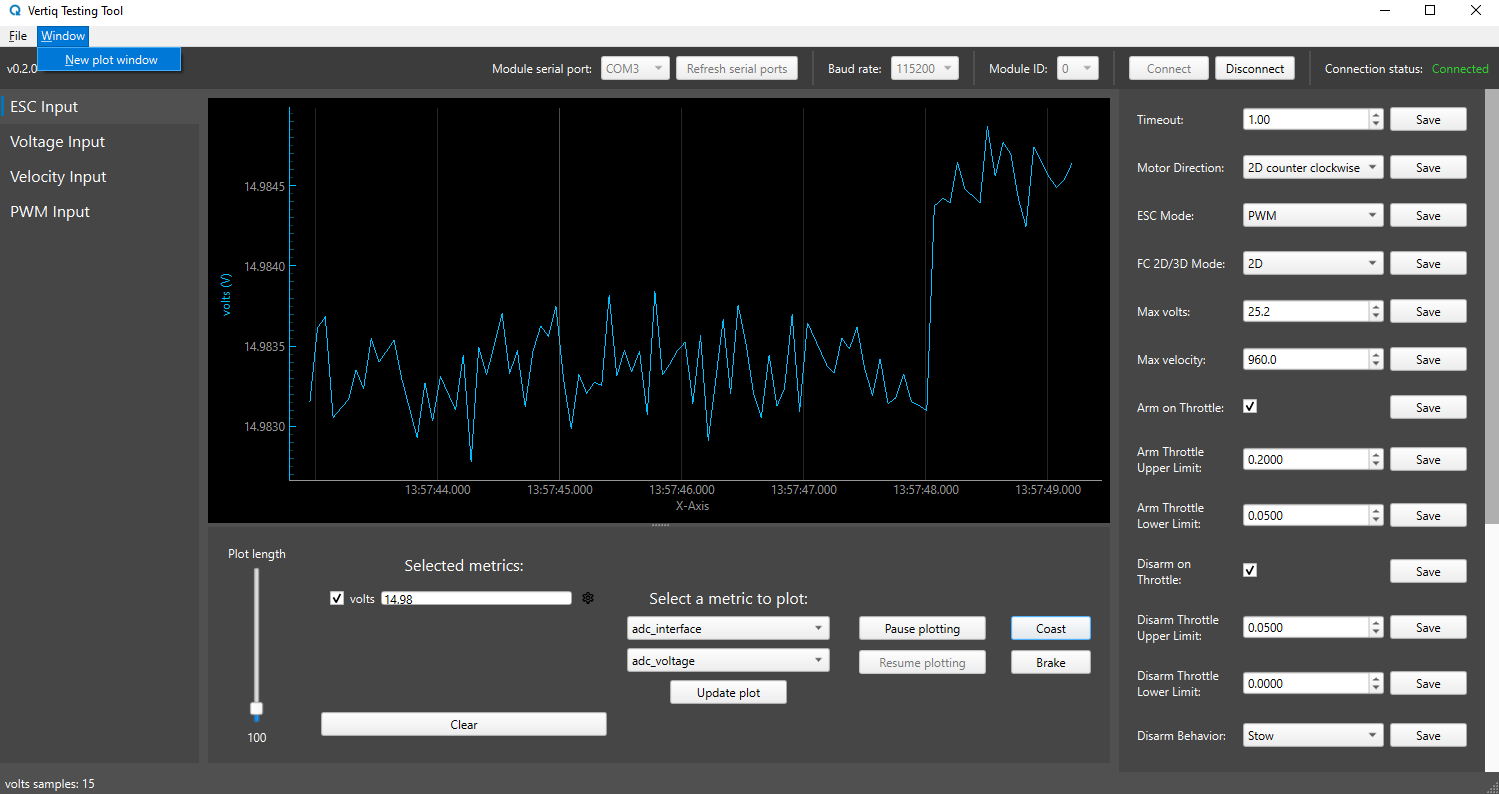 Vertiq Testing Tool
File Window
New plot window
v0.2.0
Module serial port: COM3 Refresh serial ports Baud rate: 115200 Module ID: 0 Connect Disconnect Connection status: Connected
ESC Input
Voltage Input
Velocity Input
PWM Input
volts (V)
14.9845
14.9840
14.9835
14.9830
13:57:44.000 13:57:45.000 13:57:46.000 13:57:47.000 13:57:48.000 13:57:49.000
X-Axis
Plot length
100
Selected metrics:
volts 14.98
Clear
Select a metric to plot:
adc_interface
adc_voltage
Update plot
Pause plotting
Resume plotting
Coast
Brake
Timeout: 1.00 Save
Motor Direction: 2D counter clockwise Save
ESC Mode: PWM Save
FC 2D/3D Mode: 2D Save
Max volts: 25.2 Save
Max velocity: 960.0 Save
Arm on Throttle: Save
Arm Throttle
Upper Limit: 0.2000 Save
Arm Throttle
Lower Limit: 0.0500 Save
Disarm on
Throttle: Save
Disarm Throttle
Upper Limit: 0.0500 Save
Disarm Throttle
Lower Limit: 0.0000 Save
Disarm Behavior: Stow Save
volts samples: 15